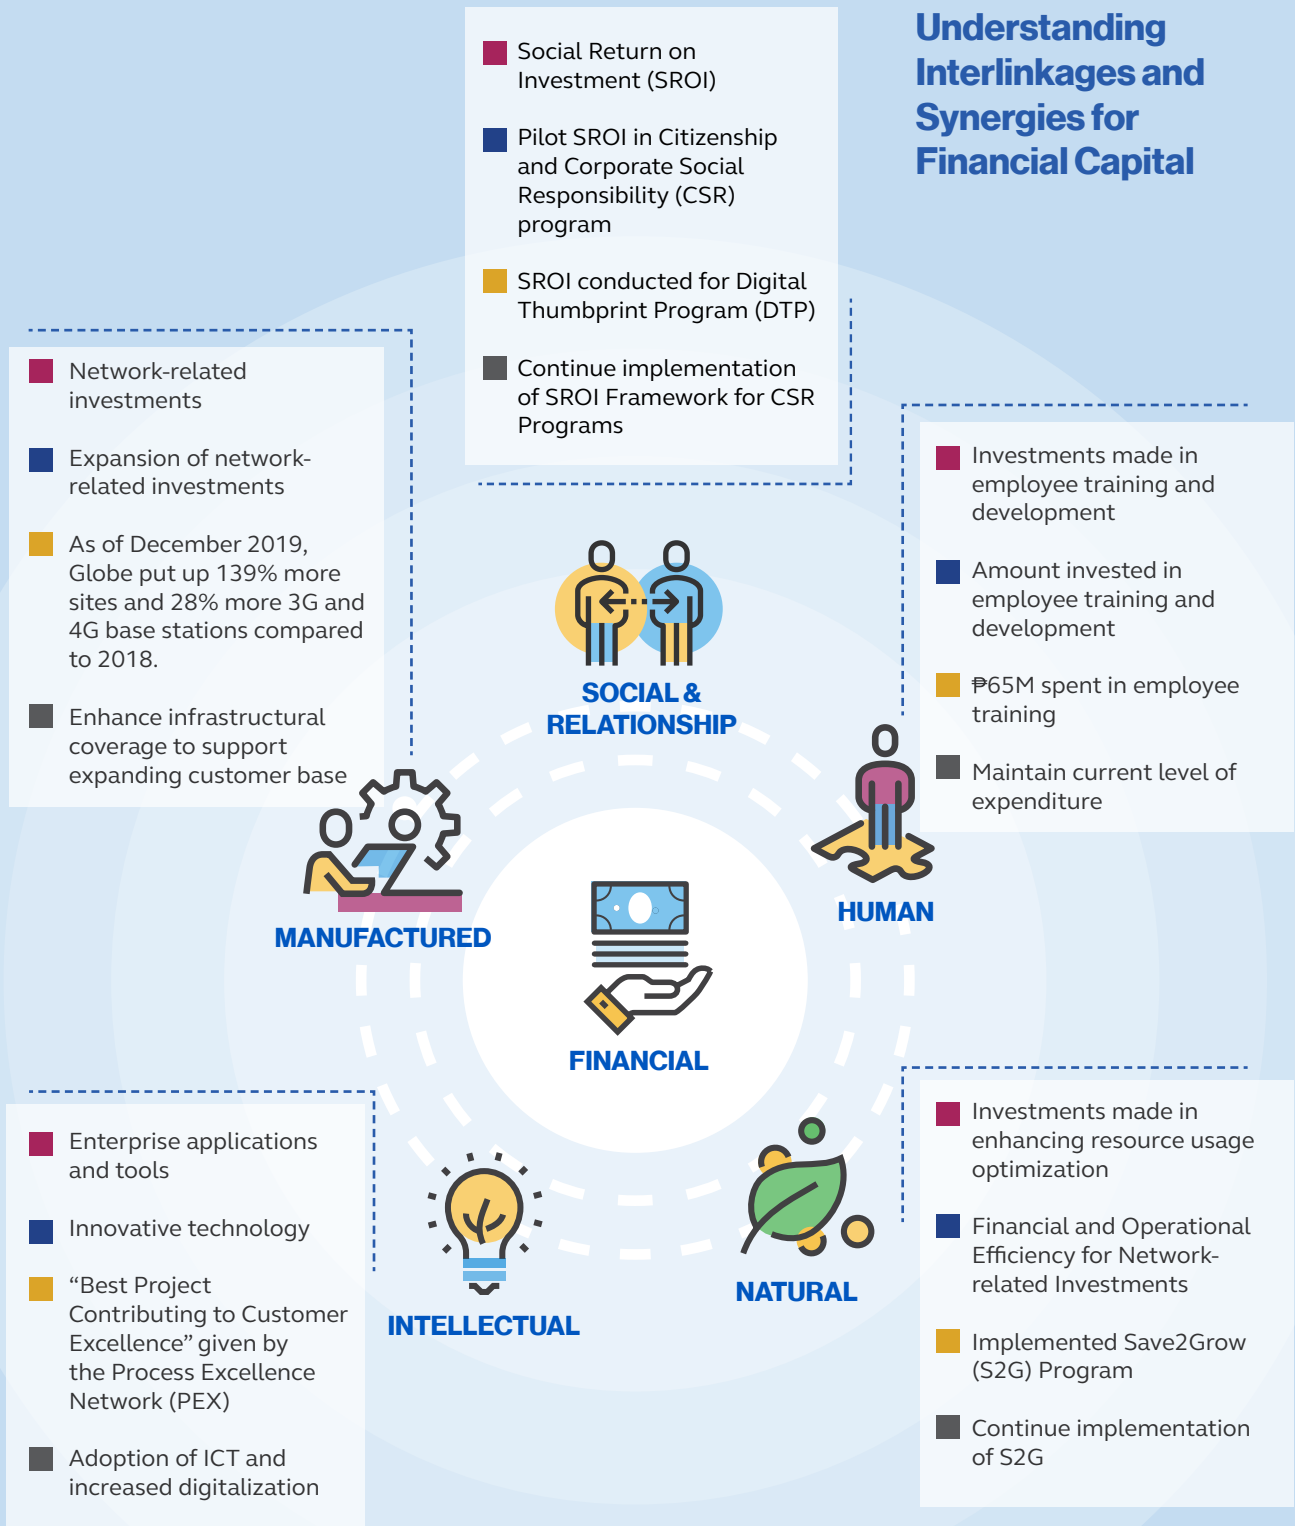 Understanding
Interlinkages and
Synergies for
Financial Capital
Social Return on
Investment (SROI)
Pilot SROI in Citizenship
and Corporate Social
Responsibility (CSR)
program
SROI conducted for Digital
Thumbprint Program (DTP)
Continue implementation
of SROI Framework for CSR
Programs
Network-related
investments
Expansion of network-
related investments
As of December 2019,
Globe put up 139% more
sites and 28% more 3G and
4G base stations compared
to 2018.
Enhance infrastructural
coverage to support
expanding customer base
Investments made in
employee training and
development
Amount invested in
employee training and
development
₱65M spent in employee
training
Maintain current level of
expenditure
SOCIAL &
RELATIONSHIP
HUMAN
MANUFACTURED
FINANCIAL
Enterprise applications
and tools
Innovative technology
“Best Project
Contributing to Customer
Excellence” given by
the Process Excellence
Network (PEX)
Adoption of ICT and
increased digitalization
INTELLECTUAL
NATURAL
Investments made in
enhancing resource usage
optimization
Financial and Operational
Efficiency for Network-
related Investments
Implemented Save2Grow
(S2G) Program
Continue implementation
of S2G